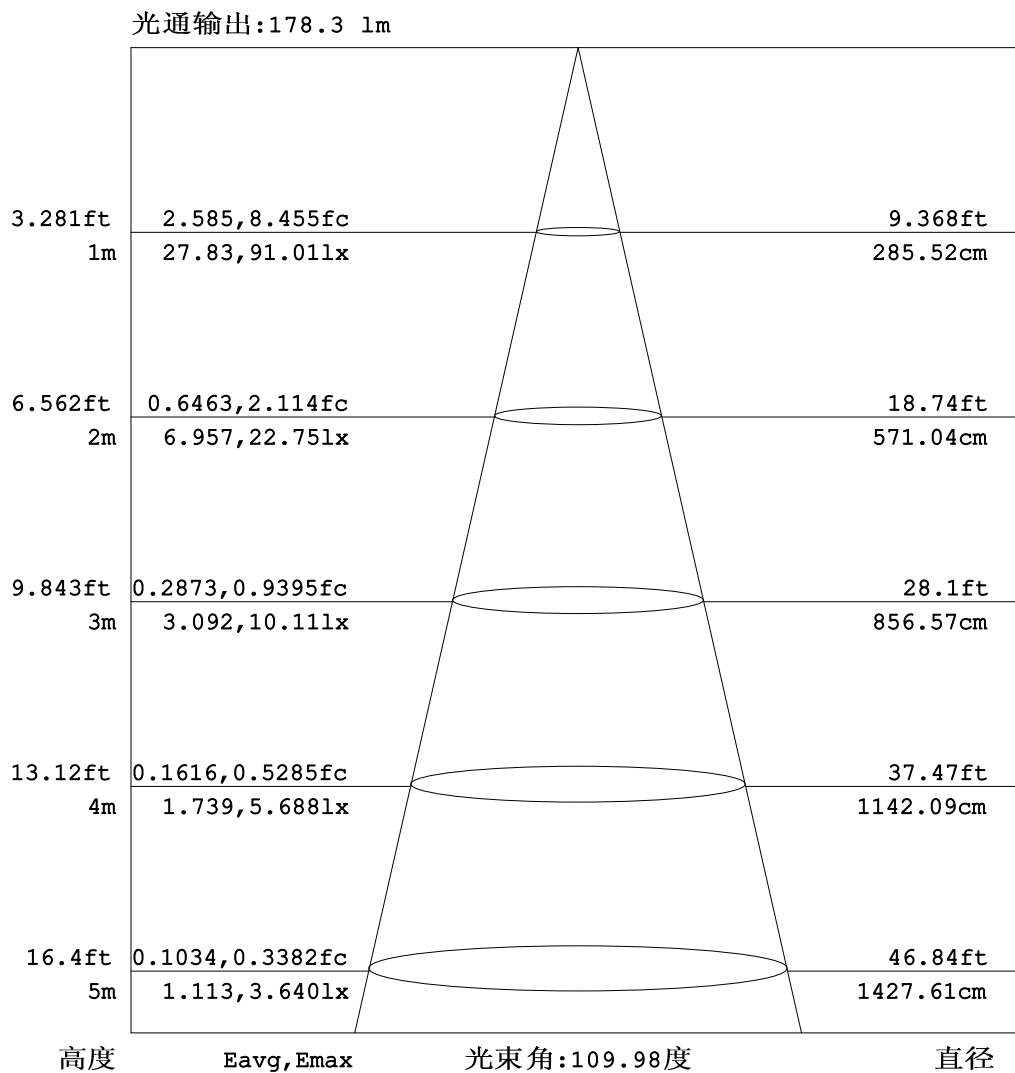 光通输出:178.3 lm
3.281ft 2.585,8.455fc 9.368ft
1m 27.83,91.01lx 285.52cm
6.562ft 0.6463,2.114fc 18.74ft
2m 6.957,22.75lx 571.04cm
9.843ft 0.2873,0.9395fc 28.1ft
3m 3.092,10.11lx 856.57cm
13.12ft 0.1616,0.5285fc 37.47ft
4m 1.739,5.688lx 1142.09cm
16.4ft 0.1034,0.3382fc 46.84ft
5m 1.113,3.640lx 1427.61cm
高度 Eavg,Emax 光束角:109.98度 直径